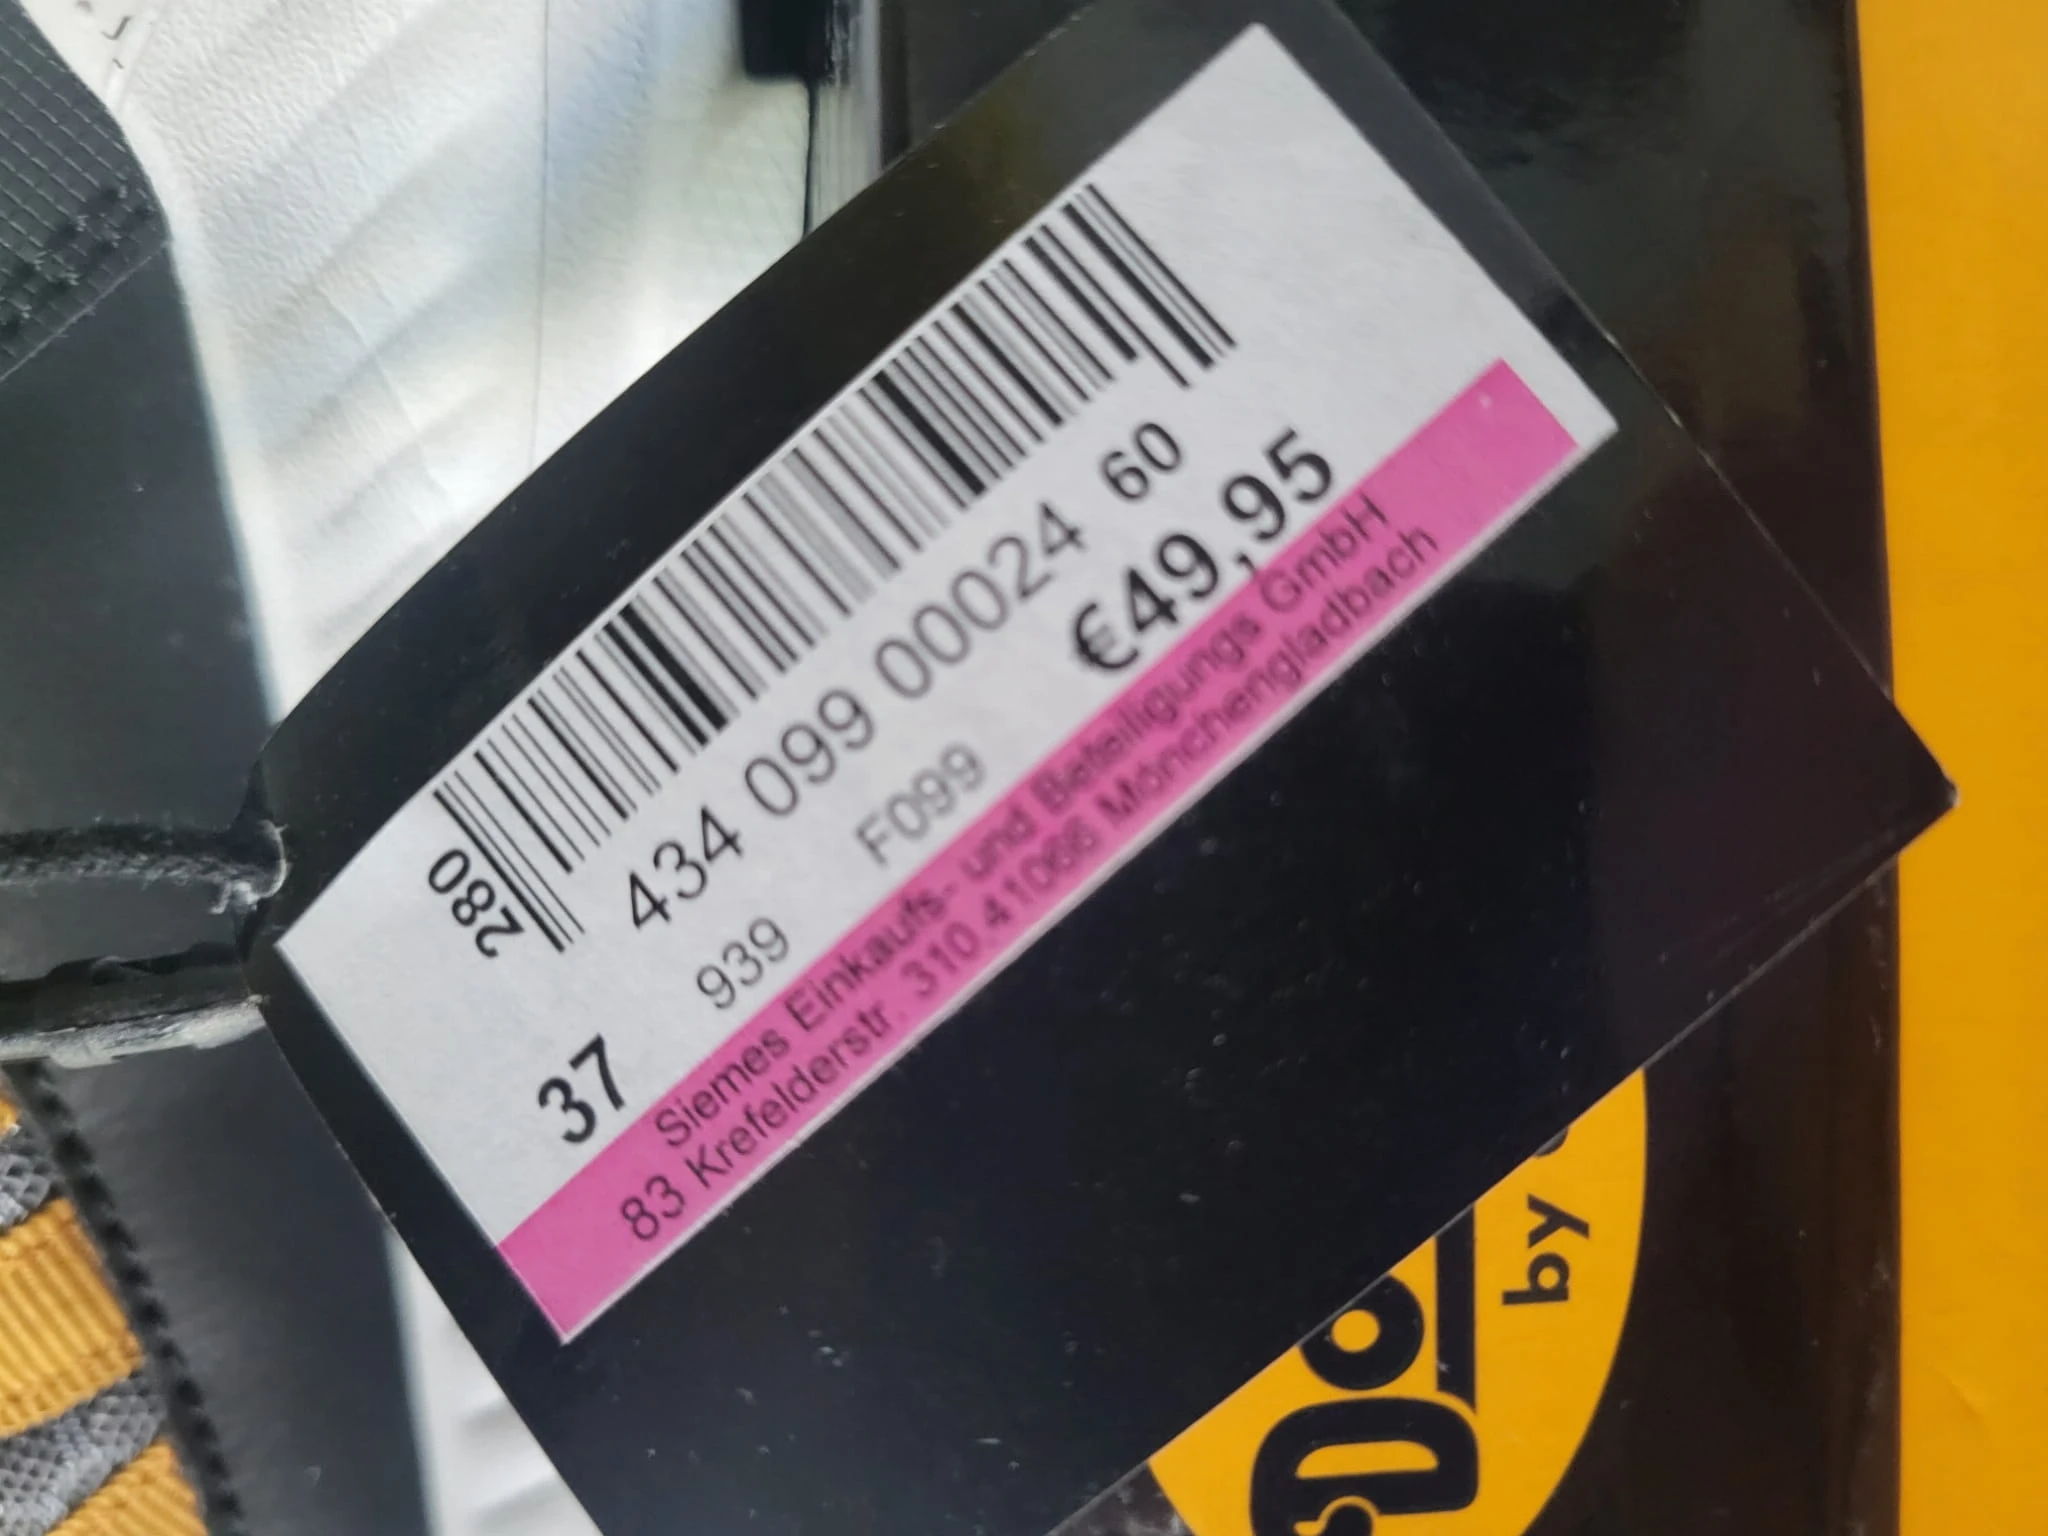 280
434 099 00024 60
939 F099 €49,95
37
Siemes Einkaufs- und Beteiligungs GmbH
83 Krefelderstr. 310 41066 Mönchengladbach
by